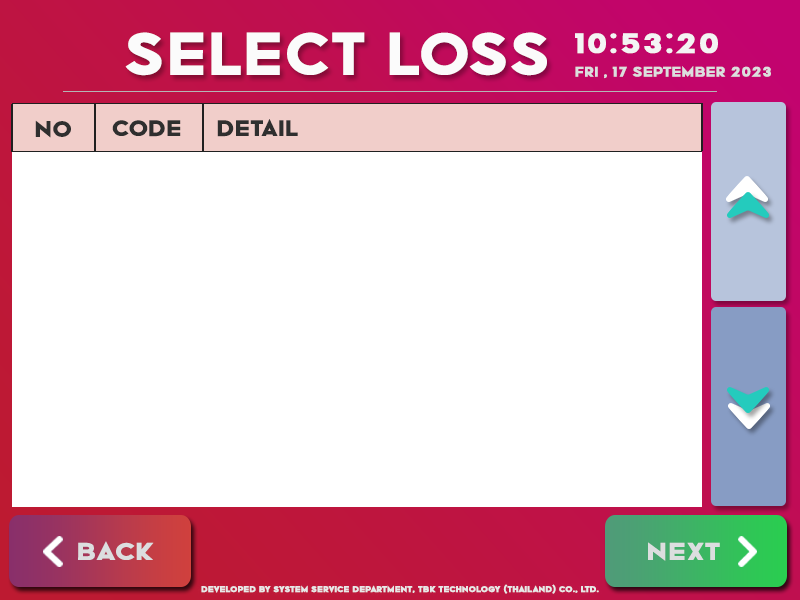 SELECT LOSS
10:53:20
FRI , 17 SEPTEMBER 2023
NO CODE DETAIL
BACK
NEXT
DEVELOPED BY SYSTEM SERVICE DEPARTMENT, TBK TECHNOLOGY (THAILAND) CO., LTD.